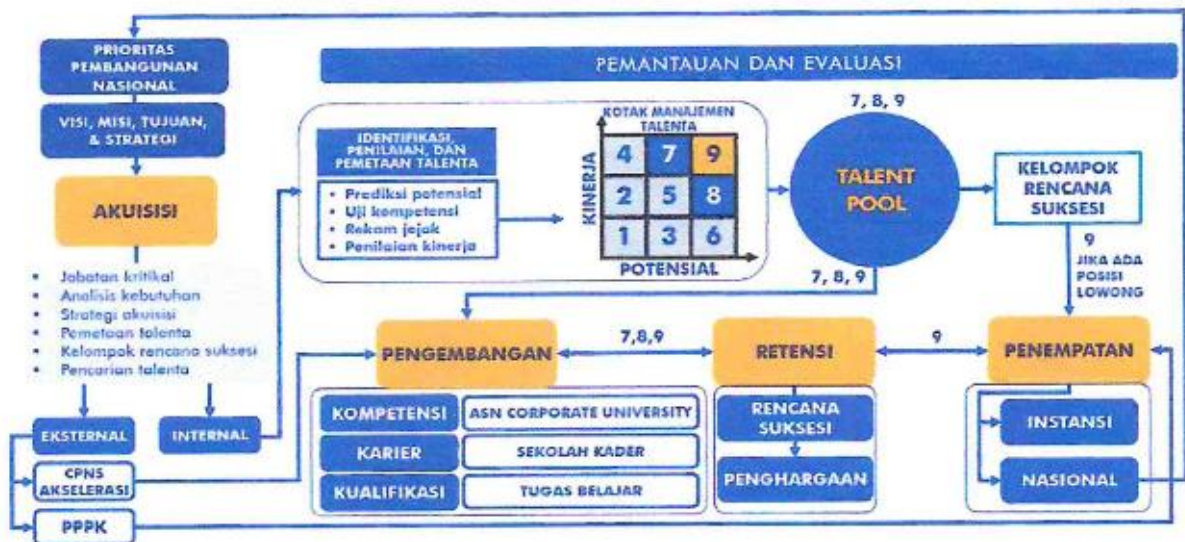 PRIORITAS
PEMBANGUNAN
NASIONAL
VISI, MISI, TUJUAN,
& STRATEGI
AKUISISI
• Jabatan kritikal
• Analisis kebutuhan
• Strategi akuisisi
• Pemetaan talenta
• Kelompok rencana suksesi
• Pencarian talenta
EKSTERNAL
INTERNAL
CPNS
AKSELERASI
PPPK
PEMANTAUAN DAN EVALUASI
IDENTIFIKASI,
PENILAIAN, DAN
PEMETAAN TALENTA
• Prediksi potensial
• Uji kompetensi
• Rekam jejak
• Penilaian kinerja
KOTAK MANAJEMEN
TALENTA
KINERJA
4 7 9
2 5 8
1 3 6
POTENSIAL
7, 8, 9
TALENT
POOL
7, 8, 9
KELOMPOK
RENCANA
SUKSESI
9
JIKA ADA
POSISI
LOWONG
PENGEMBANGAN
7,8,9
RETENSI
9
PENEMPATAN
KOMPETENSI
ASN CORPORATE UNIVERSITY
KARIER
SEKOLAH KADER
KUALIFIKASI
TUGAS BELAJAR
RENCANA
SUKSESI
PENGHARGAAN
INSTANSI
NASIONAL